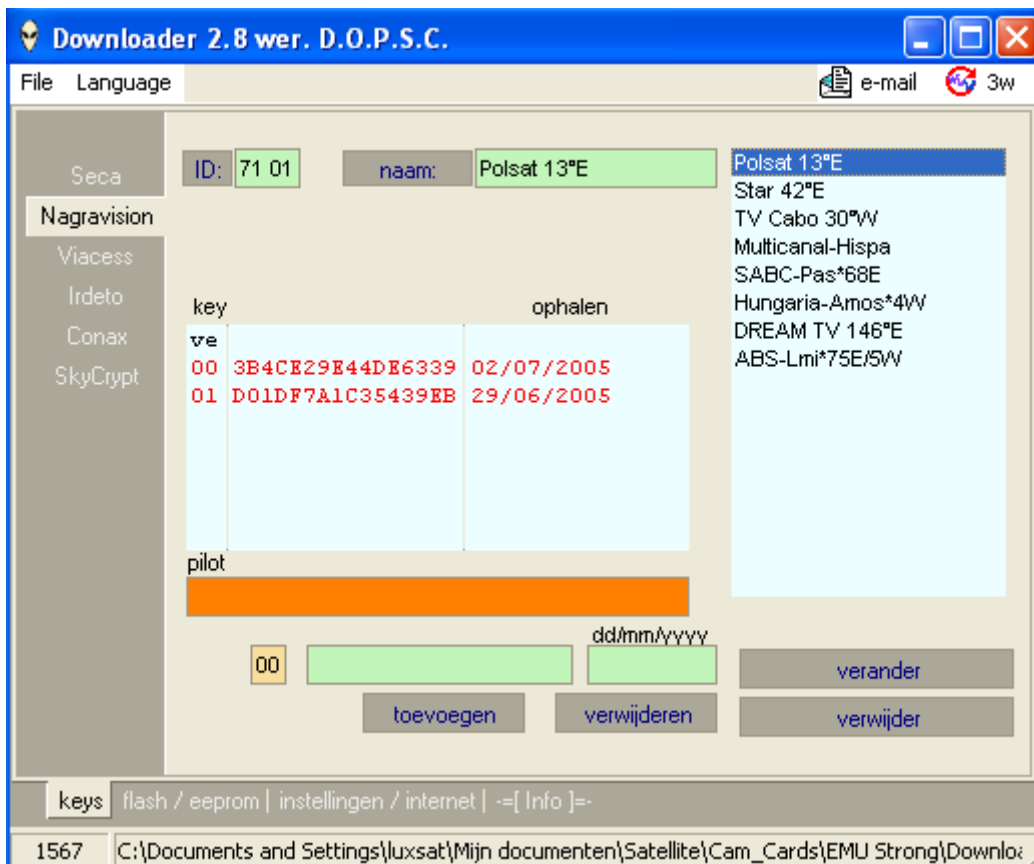 Downloader 2.8 wer. D.O.P.S.C.
File Language e-mail 3w
Seca
Nagravision
Viacess
Irdeto
Conax
SkyCrypt
ID: 71 01 naam: Polsat 13°E
key ophalen
ve
00 3B4CE29E44DE6339 02/07/2005
01 D01DF7A1C35439EB 29/06/2005
pilot
dd/mm/yyyy
00
toevoegen verwijderen
Polsat 13°E
Star 42°E
TV Cabo 30°W
Multicanal-Hispa
SABC-Pas*68E
Hungaria-Amos*4W
DREAM TV 146°E
ABS-Lmi*75E/5W
verander
verwijder
keys flash / eeprom | instellingen / internet | -=[ Info ]=-
1567 C:\Documents and Settings\luxsat\Mijn documenten\Satellite\Cam_Cards\EMU Strong\Downloa